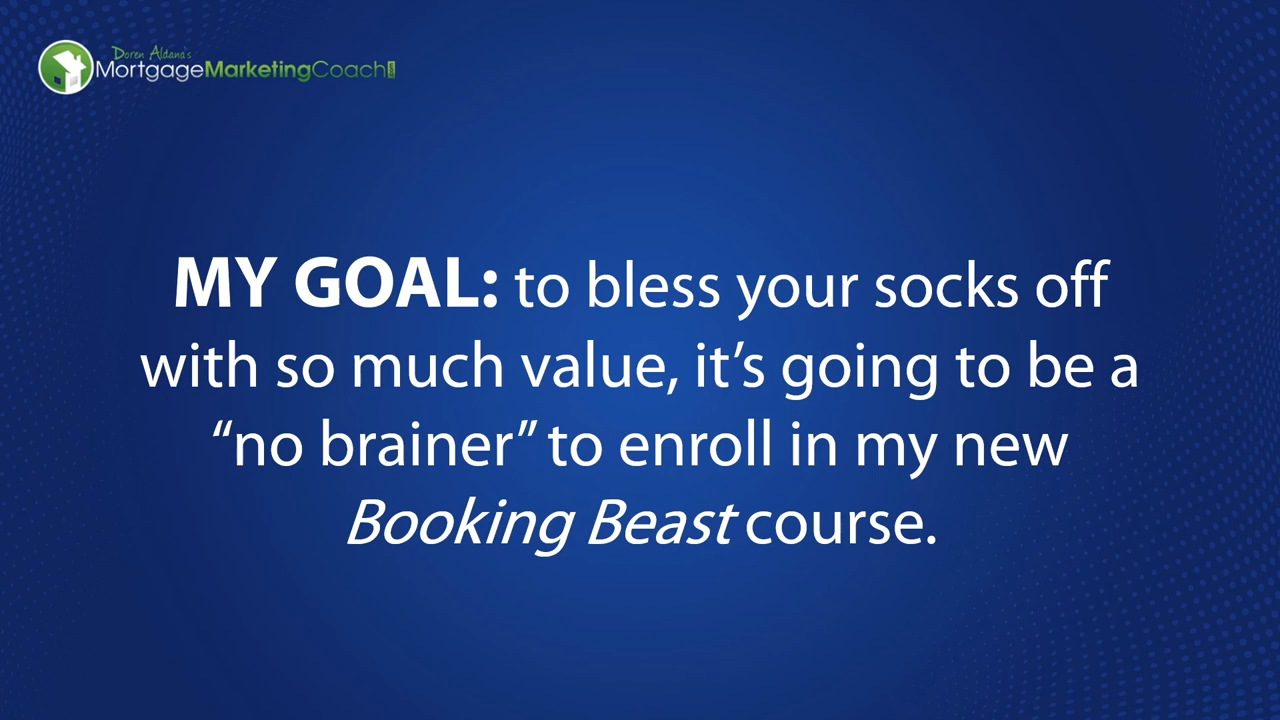 Doren Aldana's
MortgageMarketingCoach
MY GOAL: to bless your socks off
with so much value, it’s going to be a
“no brainer” to enroll in my new
Booking Beast course.